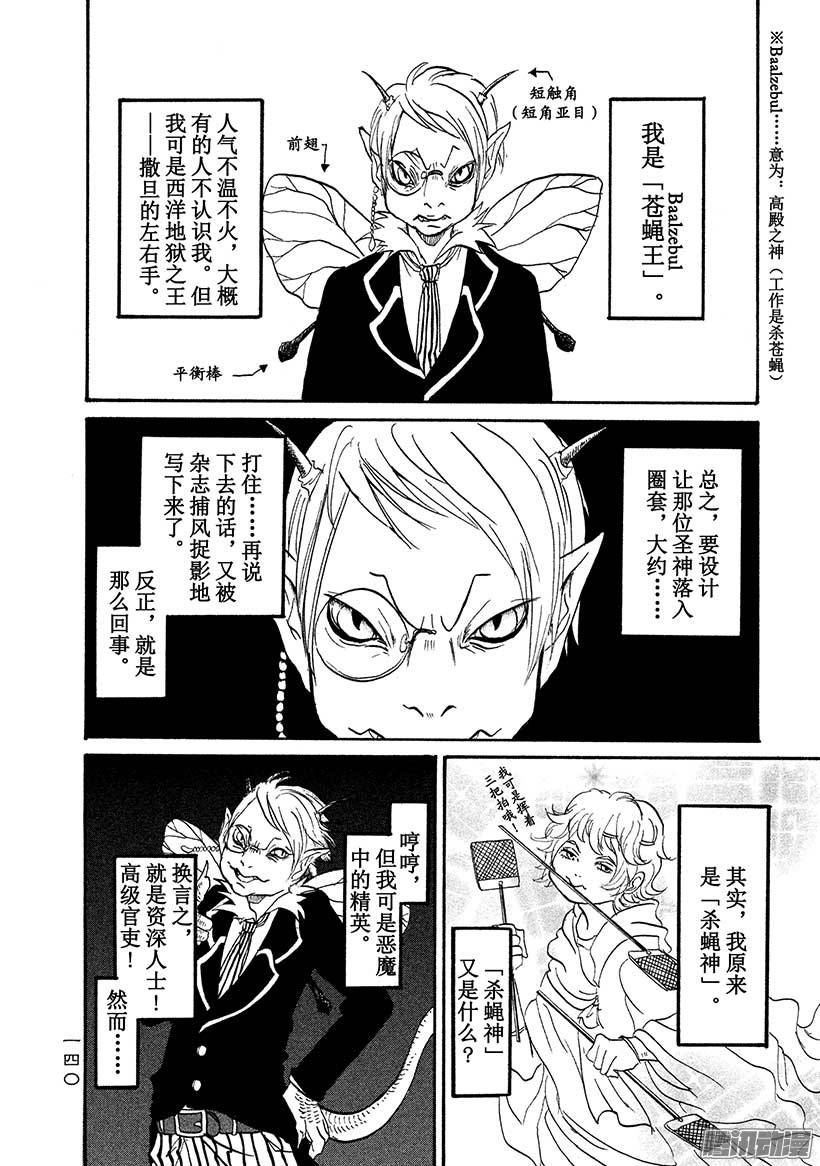 ※Baalzebul……意为：高殿之神（工作是杀苍蝇）
Baalzebul
我是「苍蝇王」。
短触角
（短角亚目）
前翅
平衡棒
人气不温不火，大概
有的人不认识我。但
我可是西洋地狱之王
——撒旦的左右手。
总之，要设计
让那位圣神落入
圈套，大约……
打住……再说
下去的话，又被
杂志捕风捉影地
写下来了。
反正，就是
那么回事。
其实，我原来
是「杀蝇神」。
我可是挥着
三把拍哦！
「杀蝇神」
又是什么？
哼哼，
但我可是恶魔
中的精英。
换言之，
就是资深人士！
高级官吏！
然而……
一四〇
腾讯动漫